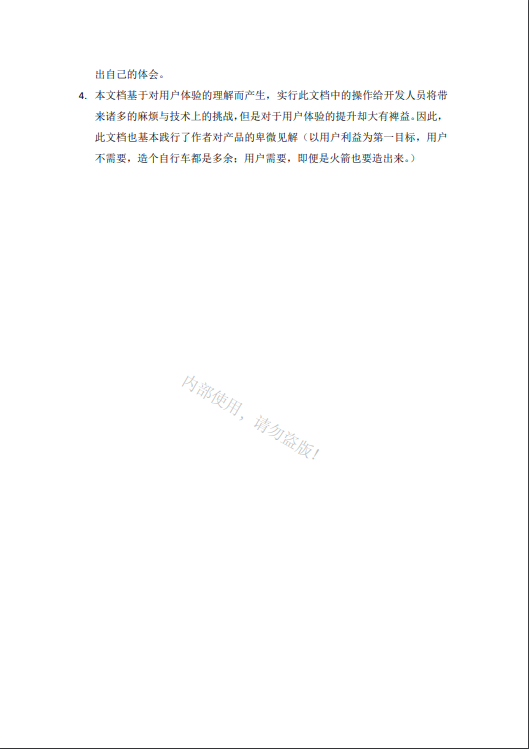 出自己的体会。
4. 本文档基于对用户体验的理解而产生，实行此文档中的操作给开发人员将带
来诸多的麻烦与技术上的挑战，但是对于用户体验的提升却大有裨益。因此，
此文档也基本践行了作者对产品的卑微见解（以用户利益为第一目标，用户
不需要，造个自行车都是多余；用户需要，即便是火箭也要造出来。）
内部使用，请勿盗版！